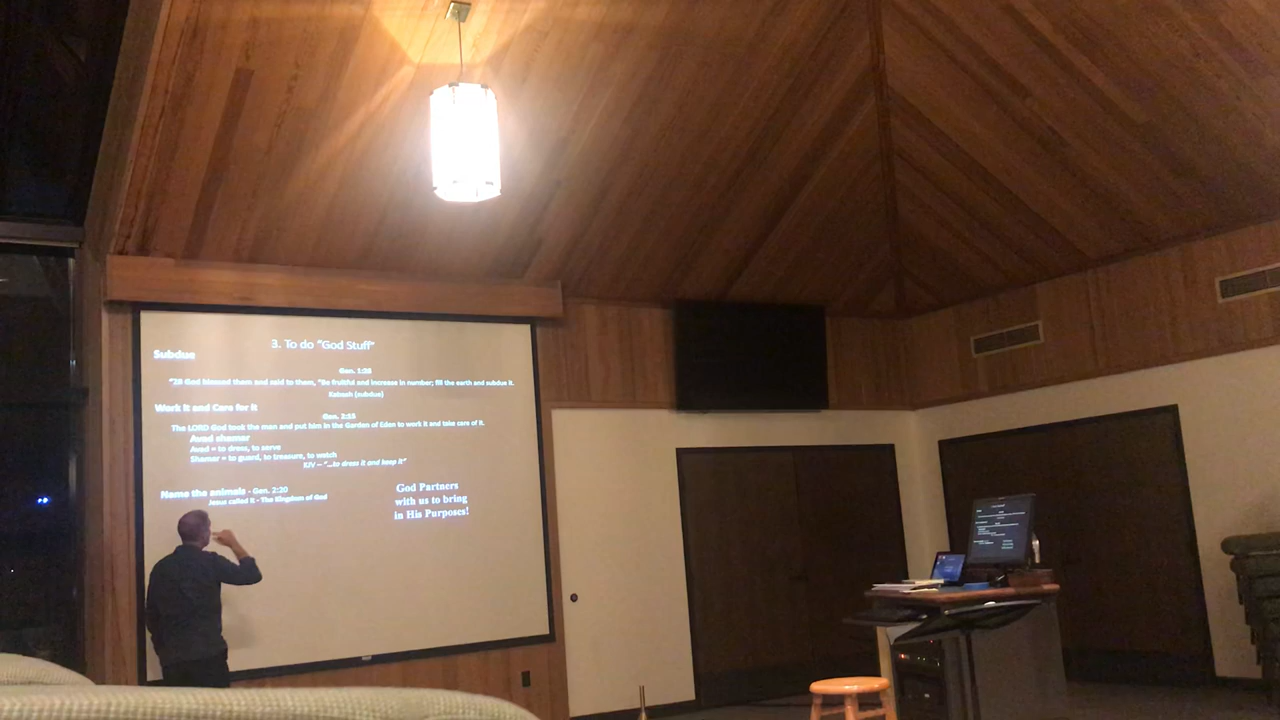 3. To do "God Stuff"
Subdue
Gen. 1:28
"28 God blessed them and said to them, "Be fruitful and increase in number; fill the earth and subdue it.
Kabash (subdue)
Work it and Care for it
Gen. 2:15
The LORD God took the man and put him in the Garden of Eden to work it and take care of it.
Avad shamar
Avad = to dress, to serve
Shamar = to guard, to treasure, to watch
KJV – "...to dress it and keep it"
Name the animals - Gen. 2:20
Jesus called it - The Kingdom of God
God Partners
with us to bring
in His Purposes!